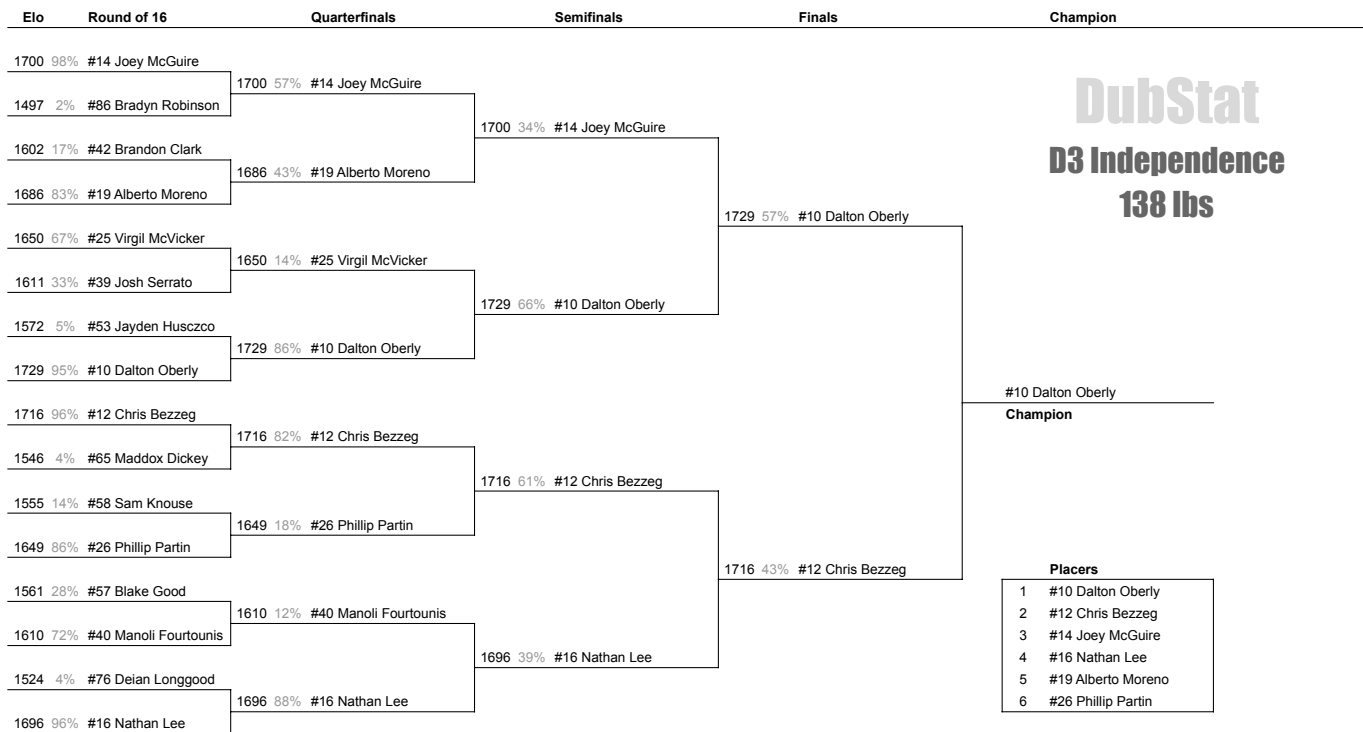 Elo Round of 16 Quarterfinals Semifinals Finals Champion
DubStat
D3 Independence
138 lbs
1700 98% #14 Joey McGuire
1497 2% #86 Bradyn Robinson
1602 17% #42 Brandon Clark
1686 83% #19 Alberto Moreno
1650 67% #25 Virgil McVicker
1611 33% #39 Josh Serrato
1572 5% #53 Jayden Husczco
1729 95% #10 Dalton Oberly
1716 96% #12 Chris Bezzeg
1546 4% #65 Maddox Dickey
1555 14% #58 Sam Knouse
1649 86% #26 Phillip Partin
1561 28% #57 Blake Good
1610 72% #40 Manoli Fourtounis
1524 4% #76 Deian Longgood
1696 96% #16 Nathan Lee
1700 57% #14 Joey McGuire
1686 43% #19 Alberto Moreno
1650 14% #25 Virgil McVicker
1729 86% #10 Dalton Oberly
1716 82% #12 Chris Bezzeg
1649 18% #26 Phillip Partin
1610 12% #40 Manoli Fourtounis
1696 88% #16 Nathan Lee
1700 34% #14 Joey McGuire
1729 66% #10 Dalton Oberly
1716 61% #12 Chris Bezzeg
1696 39% #16 Nathan Lee
1729 57% #10 Dalton Oberly
1716 43% #12 Chris Bezzeg
#10 Dalton Oberly
Champion
Placers
1 #10 Dalton Oberly
2 #12 Chris Bezzeg
3 #14 Joey McGuire
4 #16 Nathan Lee
5 #19 Alberto Moreno
6 #26 Phillip Partin